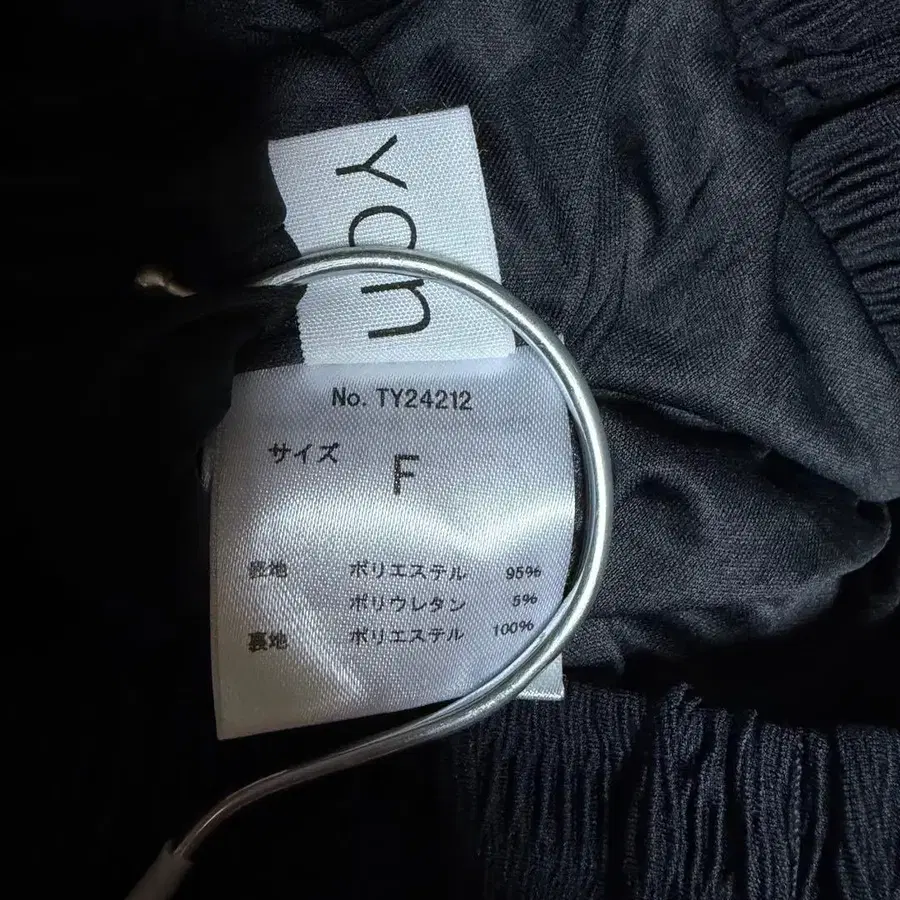 No. TY24212
サイズ F
表地 ポリエステル 95%
ポリウレタン 5%
裏地 ポリエステル 100%